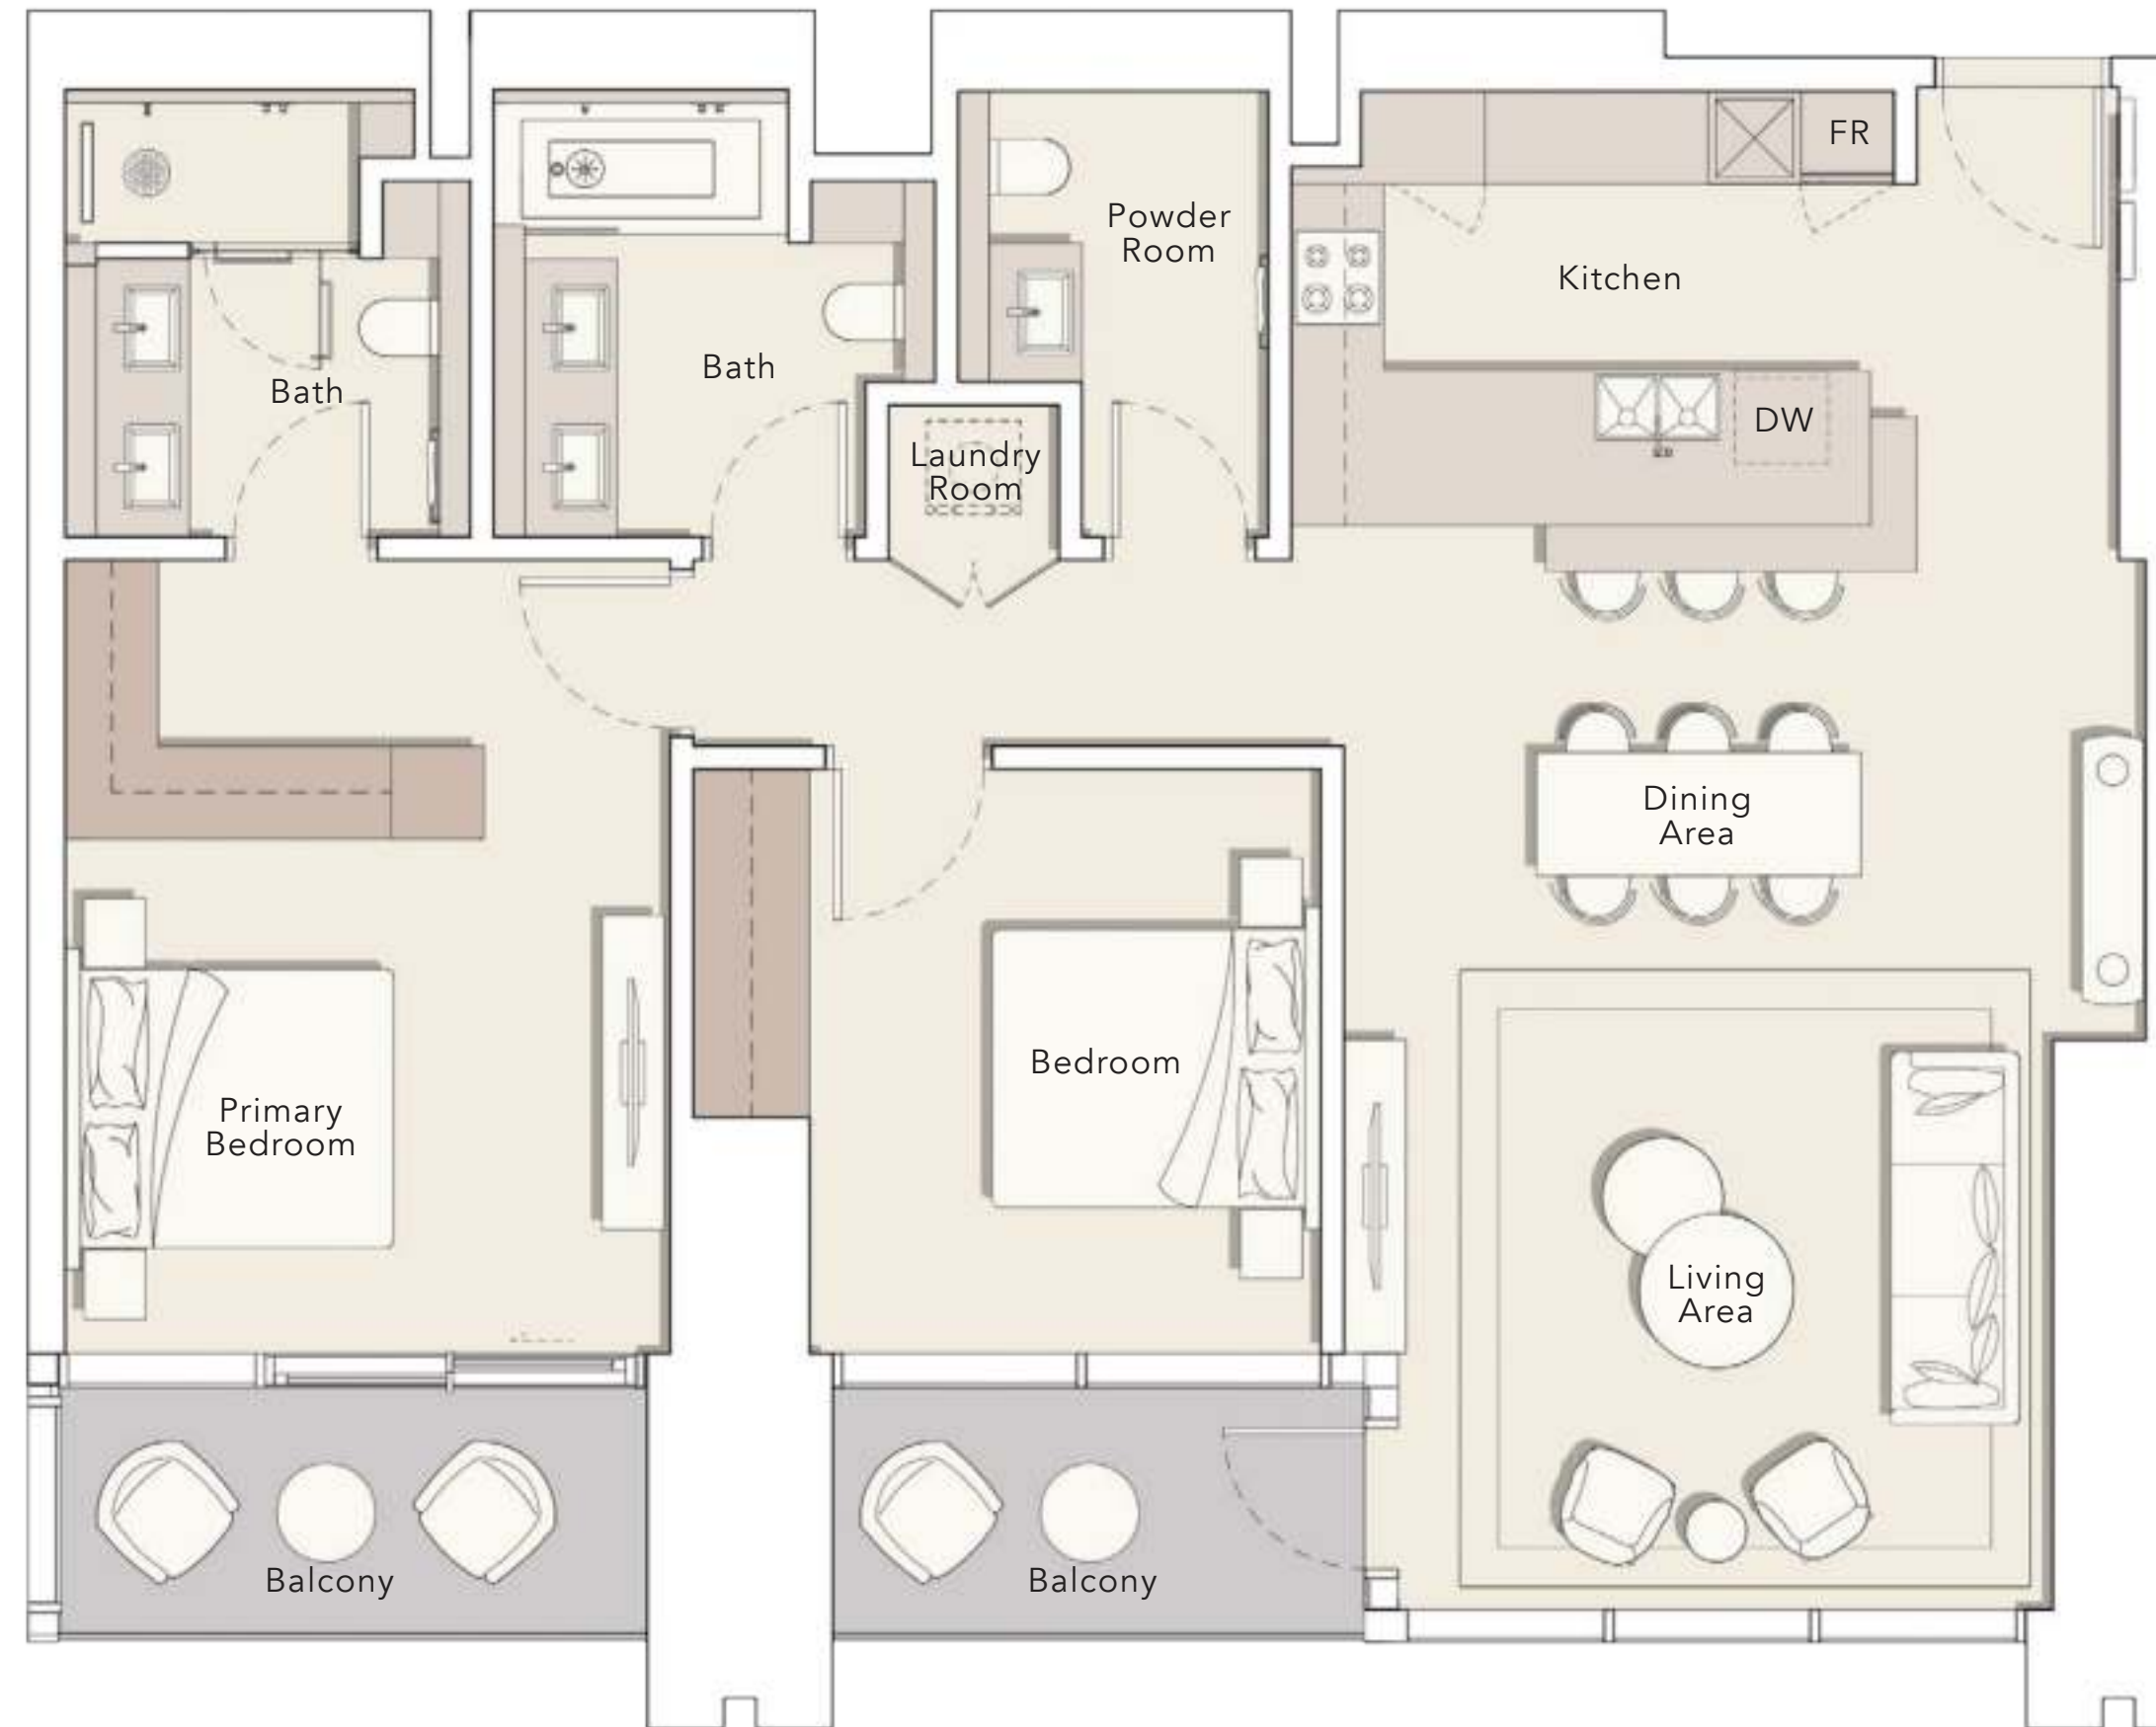 FR
Powder
Room
Kitchen
Bath
Bath
DW
Laundry
Room
Dining
Area
Bedroom
Primary
Bedroom
Living
Area
Balcony
Balcony